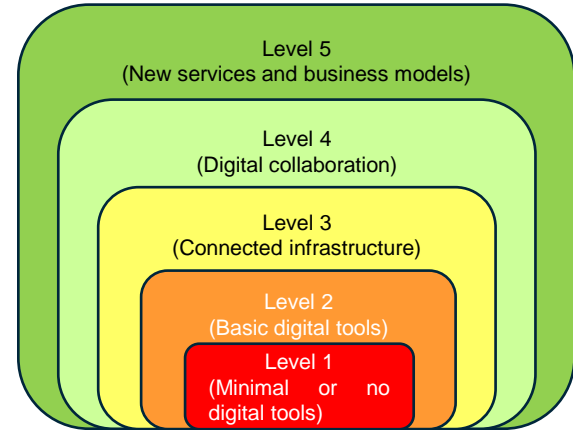 Level 5
(New services and business models)
Level 4
(Digital collaboration)
Level 3
(Connected infrastructure)
Level 2
(Basic digital tools)
Level 1
(Minimal or no
digital tools)